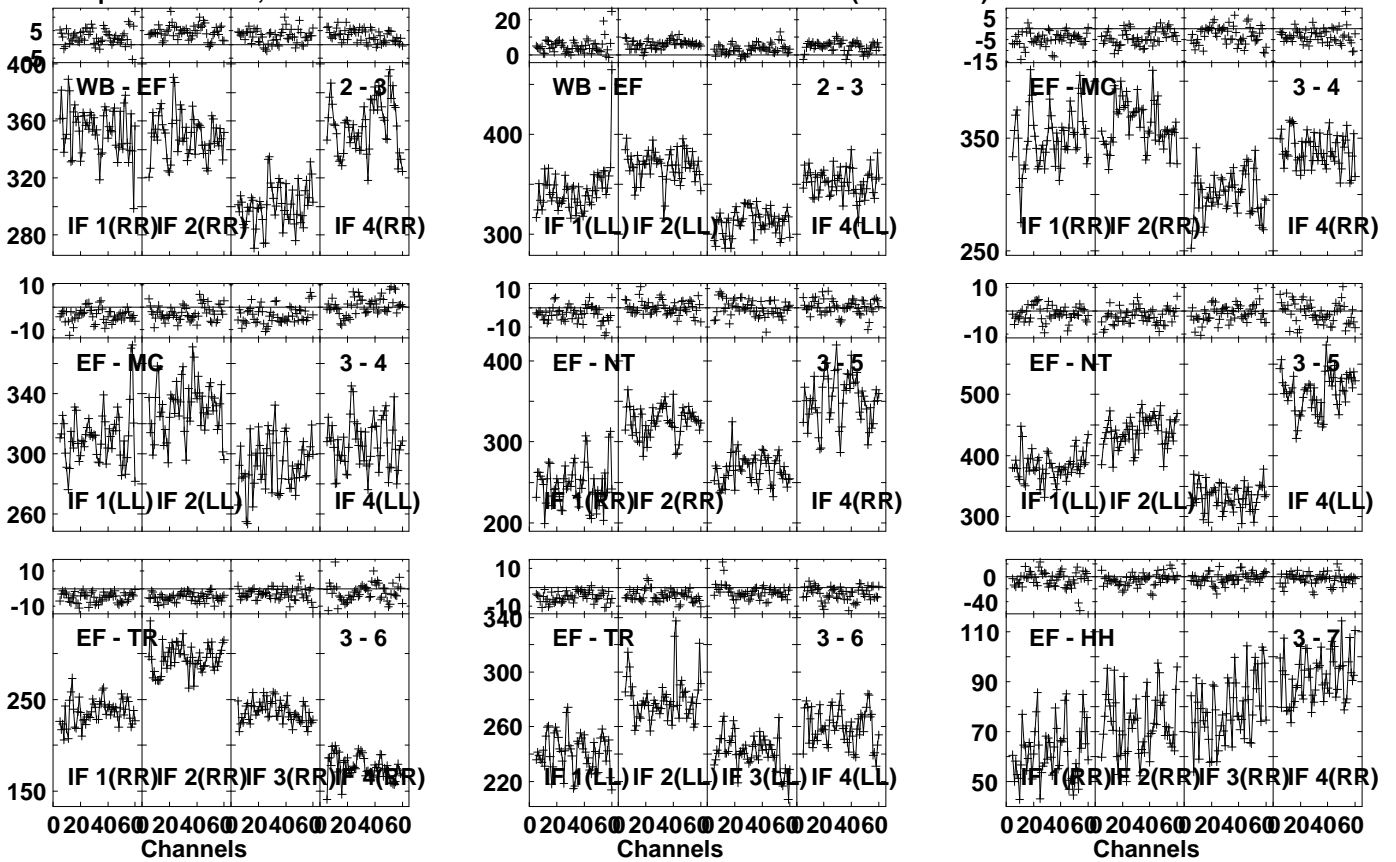 5 20 5
-5 0 -5
-15
400 WB - EF 2 - 3 WB - EF 2 - 3 EF - MC 3 - 4
360 400 350
320
280 IF 1(RR) IF 2(RR) IF 4(RR) 300 IF 1(LL) IF 2(LL) IF 4(LL) 250 IF 1(RR) IF 2(RR) IF 4(RR)
10 10 10
-10 -10 -10
EF - MC 3 - 4 EF - NT 3 - 5 EF - NT 3 - 5
340 400 500
300 300 400
260 IF 1(LL) IF 2(LL) IF 4(LL) 200 IF 1(RR) IF 2(RR) IF 4(RR) 300 IF 1(LL) IF 2(LL) IF 4(LL)
10 10 0
-10 -10 -40
EF - TR 3 - 6 340 EF - TR 3 - 6 110 EF - HH 3 - 7
250 300 90
260 70
150 IF 1(RR) IF 2(RR) IF 3(RR) IF 4(RR) 220 IF 1(LL) IF 2(LL) IF 3(LL) IF 4(LL) 50 IF 1(RR) IF 2(RR) IF 3(RR) IF 4(RR)
0 20 40 60 0 20 40 60 0 20 40 60 0 20 40 60 0 20 40 60 0 20 40 60 0 20 40 60 0 20 40 60 0 20 40 60 0 20 40 60 0 20 40 60 0 20 40 60
Channels Channels Channels